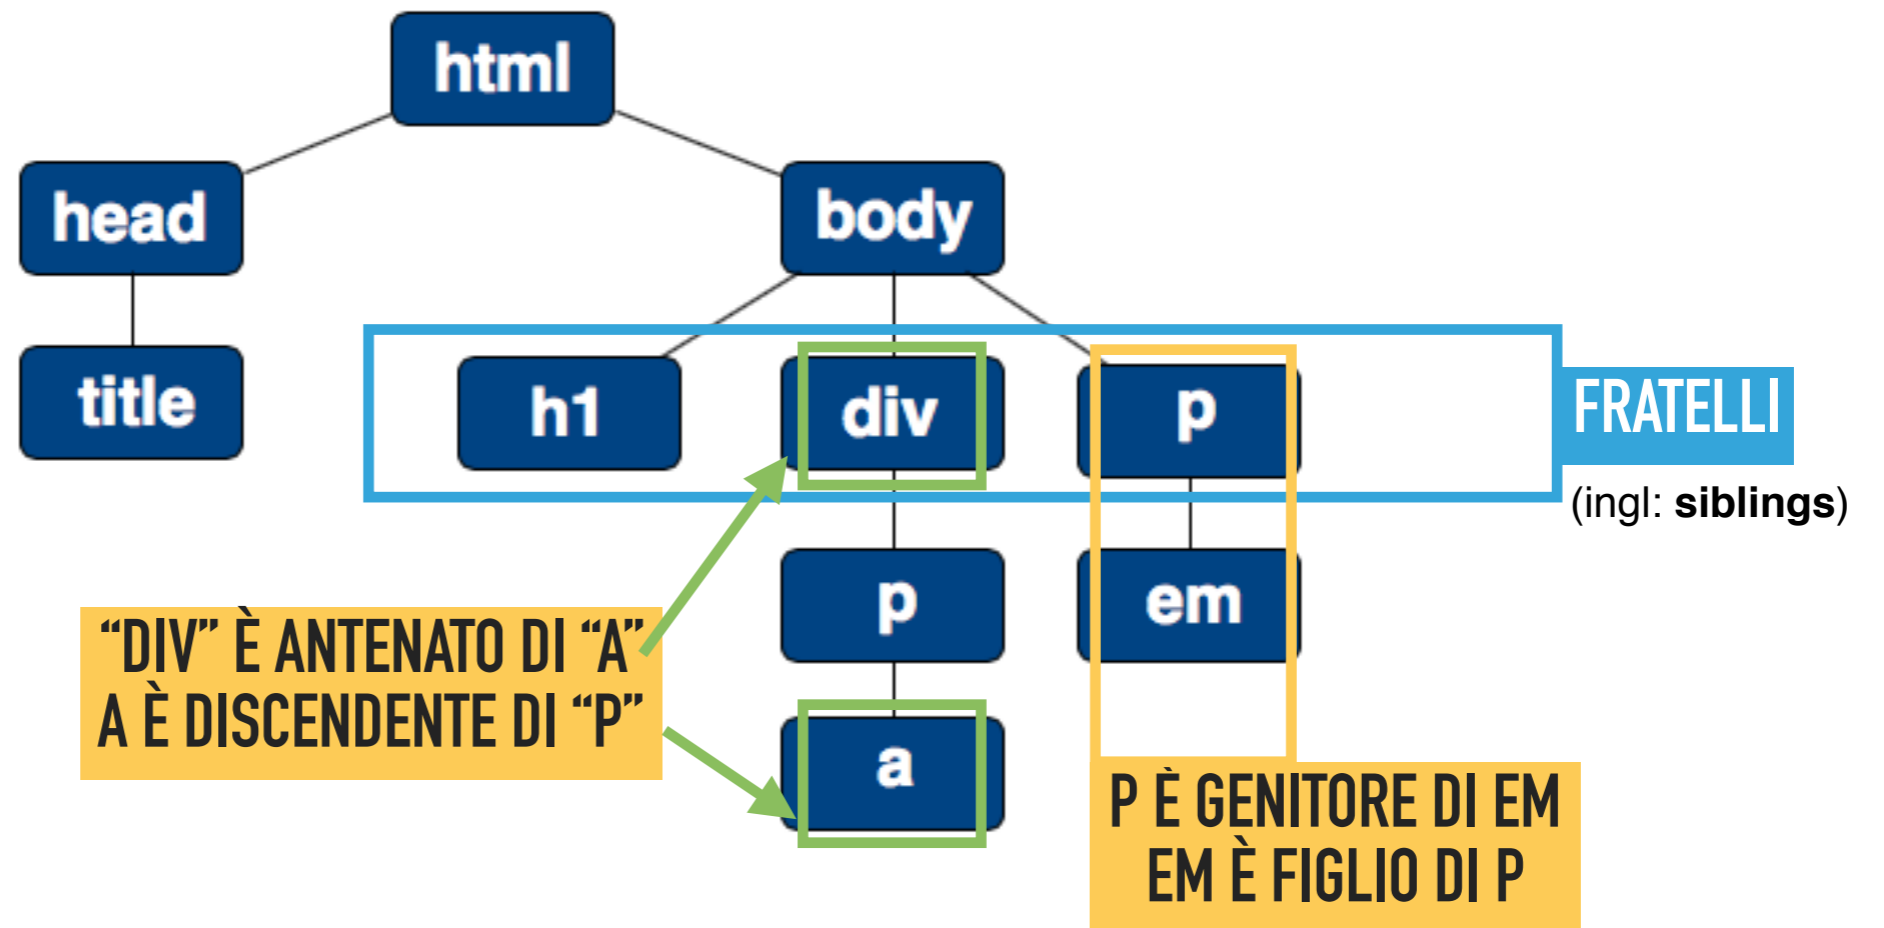 html
head
body
title
h1
div
p
FRATELLI
(ingl: siblings)
p
em
“DIV” È ANTENATO DI “A”
A È DISCENDENTE DI “P”
a
P È GENITORE DI EM
EM È FIGLIO DI P